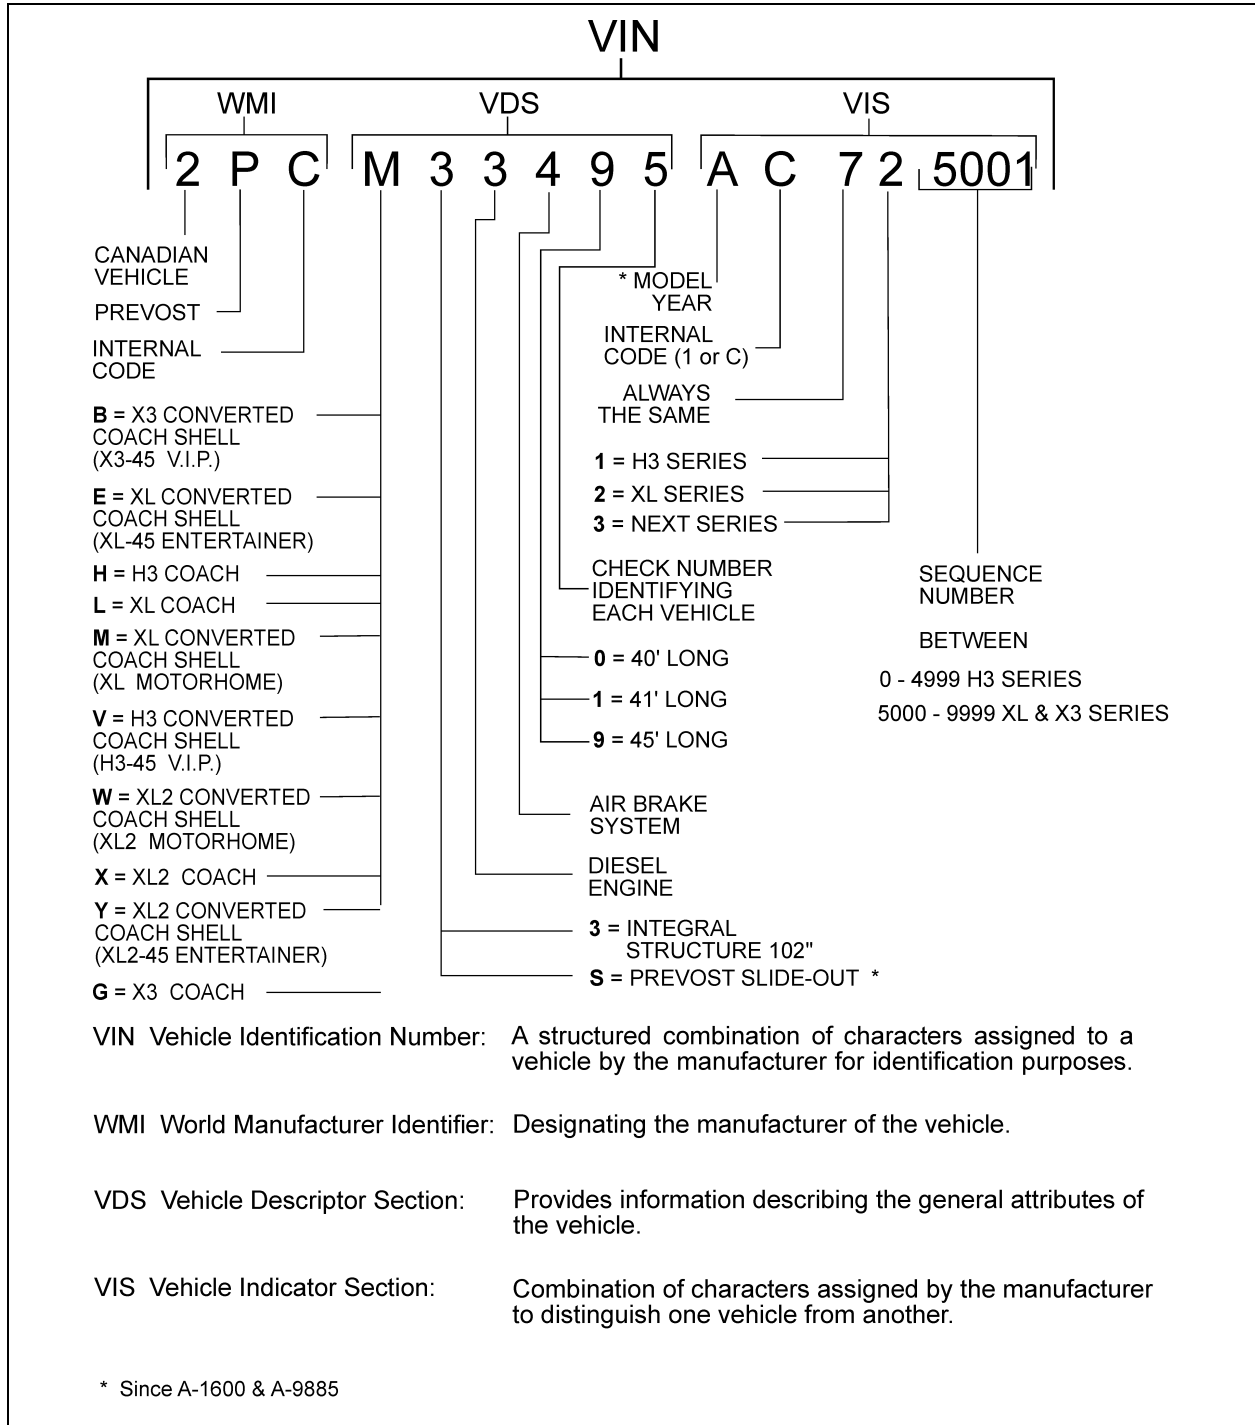 VIN
WMI VDS VIS
2 P C M 3 3 4 9 5 A C 7 2 5001
CANADIAN
VEHICLE
PREVOST
INTERNAL
CODE
B = X3 CONVERTED
COACH SHELL
(X3-45 V.I.P.)
E = XL CONVERTED
COACH SHELL
(XL-45 ENTERTAINER)
H = H3 COACH
L = XL COACH
M = XL CONVERTED
COACH SHELL
(XL MOTORHOME)
V = H3 CONVERTED
COACH SHELL
(H3-45 V.I.P.)
W = XL2 CONVERTED
COACH SHELL
(XL2 MOTORHOME)
X = XL2 COACH
Y = XL2 CONVERTED
COACH SHELL
(XL2-45 ENTERTAINER)
G = X3 COACH
* MODEL
YEAR
INTERNAL
CODE (1 or C)
ALWAYS
THE SAME
1 = H3 SERIES
2 = XL SERIES
3 = NEXT SERIES
CHECK NUMBER
IDENTIFYING
EACH VEHICLE
0 = 40' LONG
1 = 41' LONG
9 = 45' LONG
AIR BRAKE
SYSTEM
DIESEL
ENGINE
3 = INTEGRAL
STRUCTURE 102"
S = PREVOST SLIDE-OUT *
SEQUENCE
NUMBER
BETWEEN
0 - 4999 H3 SERIES
5000 - 9999 XL & X3 SERIES
VIN Vehicle Identification Number: A structured combination of characters assigned to a
vehicle by the manufacturer for identification purposes.
WMI World Manufacturer Identifier: Designating the manufacturer of the vehicle.
VDS Vehicle Descriptor Section: Provides information describing the general attributes of
the vehicle.
VIS Vehicle Indicator Section: Combination of characters assigned by the manufacturer
to distinguish one vehicle from another.
* Since A-1600 & A-9885